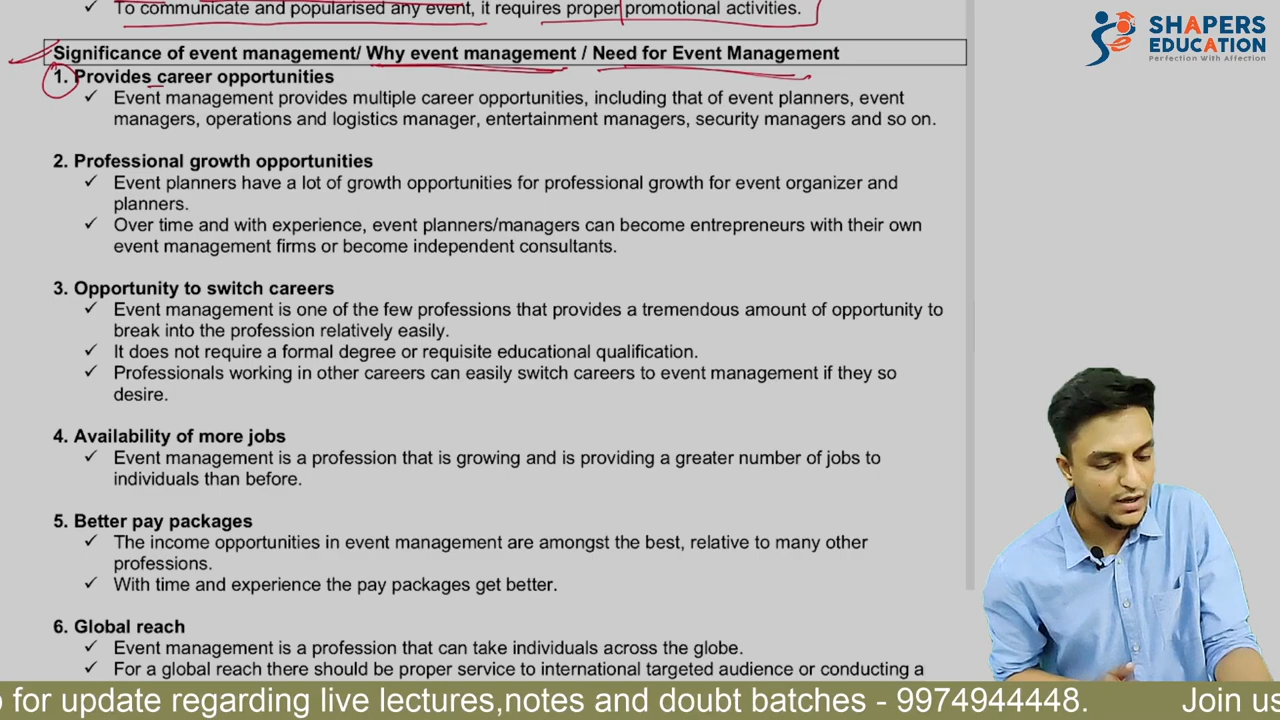 ✓ To communicate and popularised any event, it requires proper promotional activities.
SHAPERS
EDUCATION
Perfection With Affection
Significance of event management/ Why event management / Need for Event Management
1. Provides career opportunities
✓ Event management provides multiple career opportunities, including that of event planners, event
managers, operations and logistics manager, entertainment managers, security managers and so on.
2. Professional growth opportunities
✓ Event planners have a lot of growth opportunities for professional growth for event organizer and
planners.
✓ Over time and with experience, event planners/managers can become entrepreneurs with their own
event management firms or become independent consultants.
3. Opportunity to switch careers
✓ Event management is one of the few professions that provides a tremendous amount of opportunity to
break into the profession relatively easily.
✓ It does not require a formal degree or requisite educational qualification.
✓ Professionals working in other careers can easily switch careers to event management if they so
desire.
4. Availability of more jobs
✓ Event management is a profession that is growing and is providing a greater number of jobs to
individuals than before.
5. Better pay packages
✓ The income opportunities in event management are amongst the best, relative to many other
professions.
✓ With time and experience the pay packages get better.
6. Global reach
✓ Event management is a profession that can take individuals across the globe.
✓ For a global reach there should be proper service to international targeted audience or conducting a
for update regarding live lectures,notes and doubt batches - 9974944448. Join us